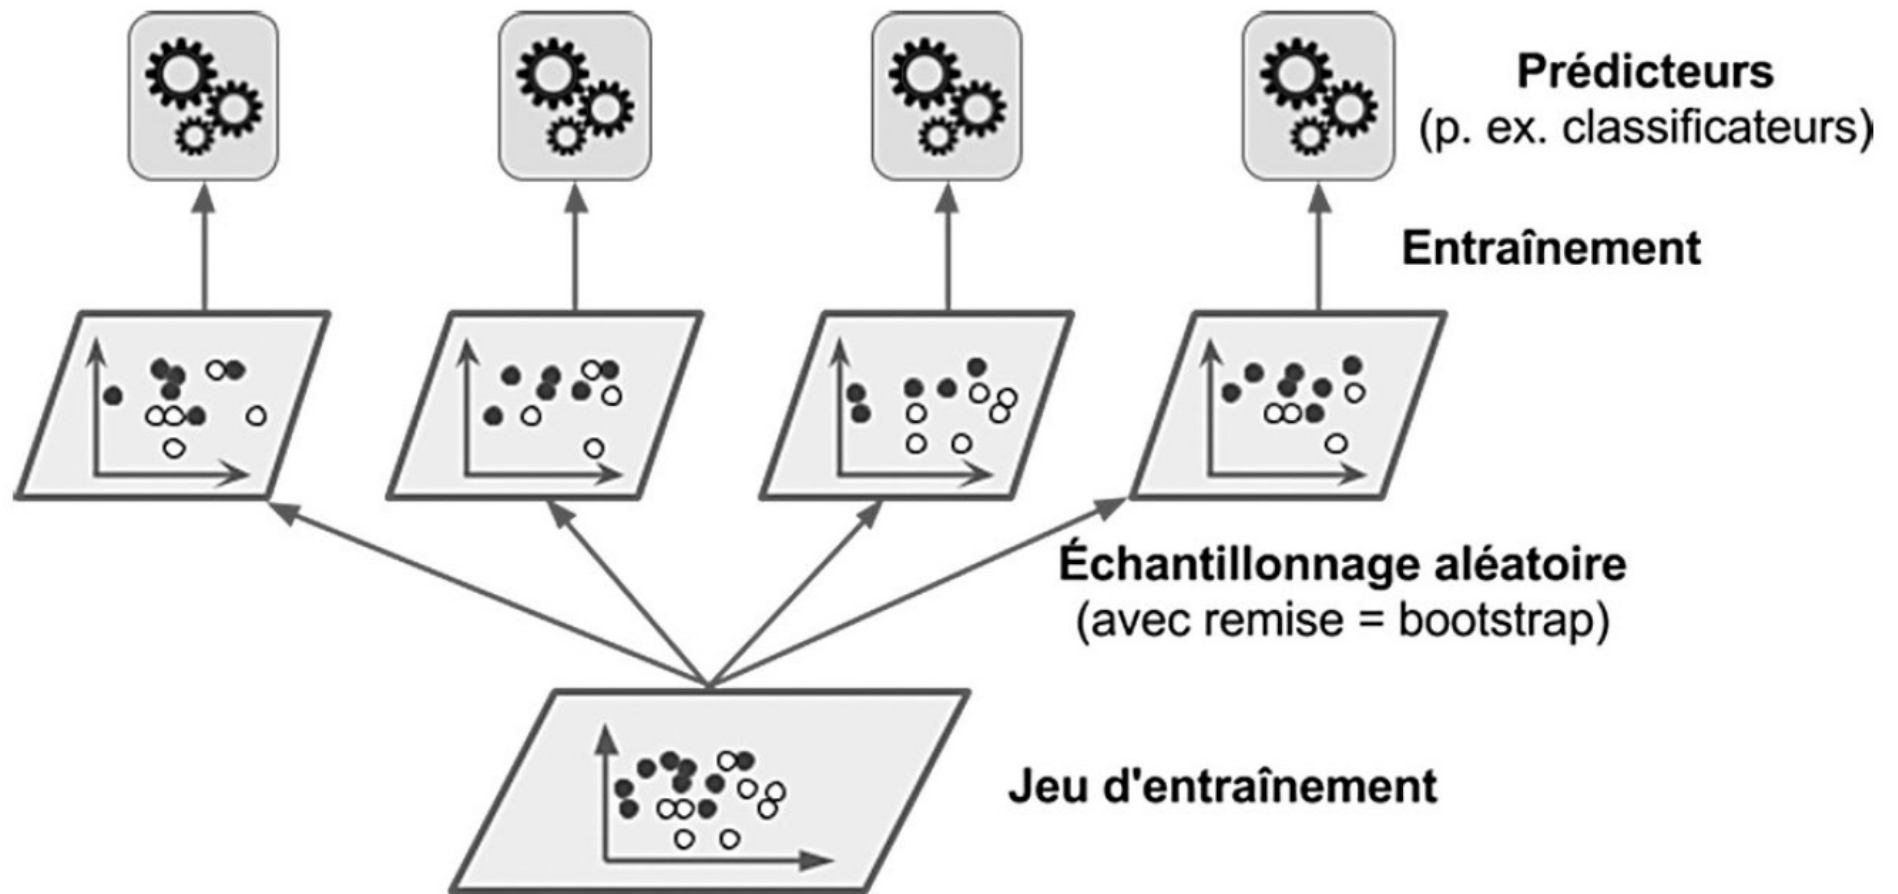 Prédicteurs
(p. ex. classificateurs)
Entraînement
Échantillonnage aléatoire
(avec remise = bootstrap)
Jeu d'entraînement